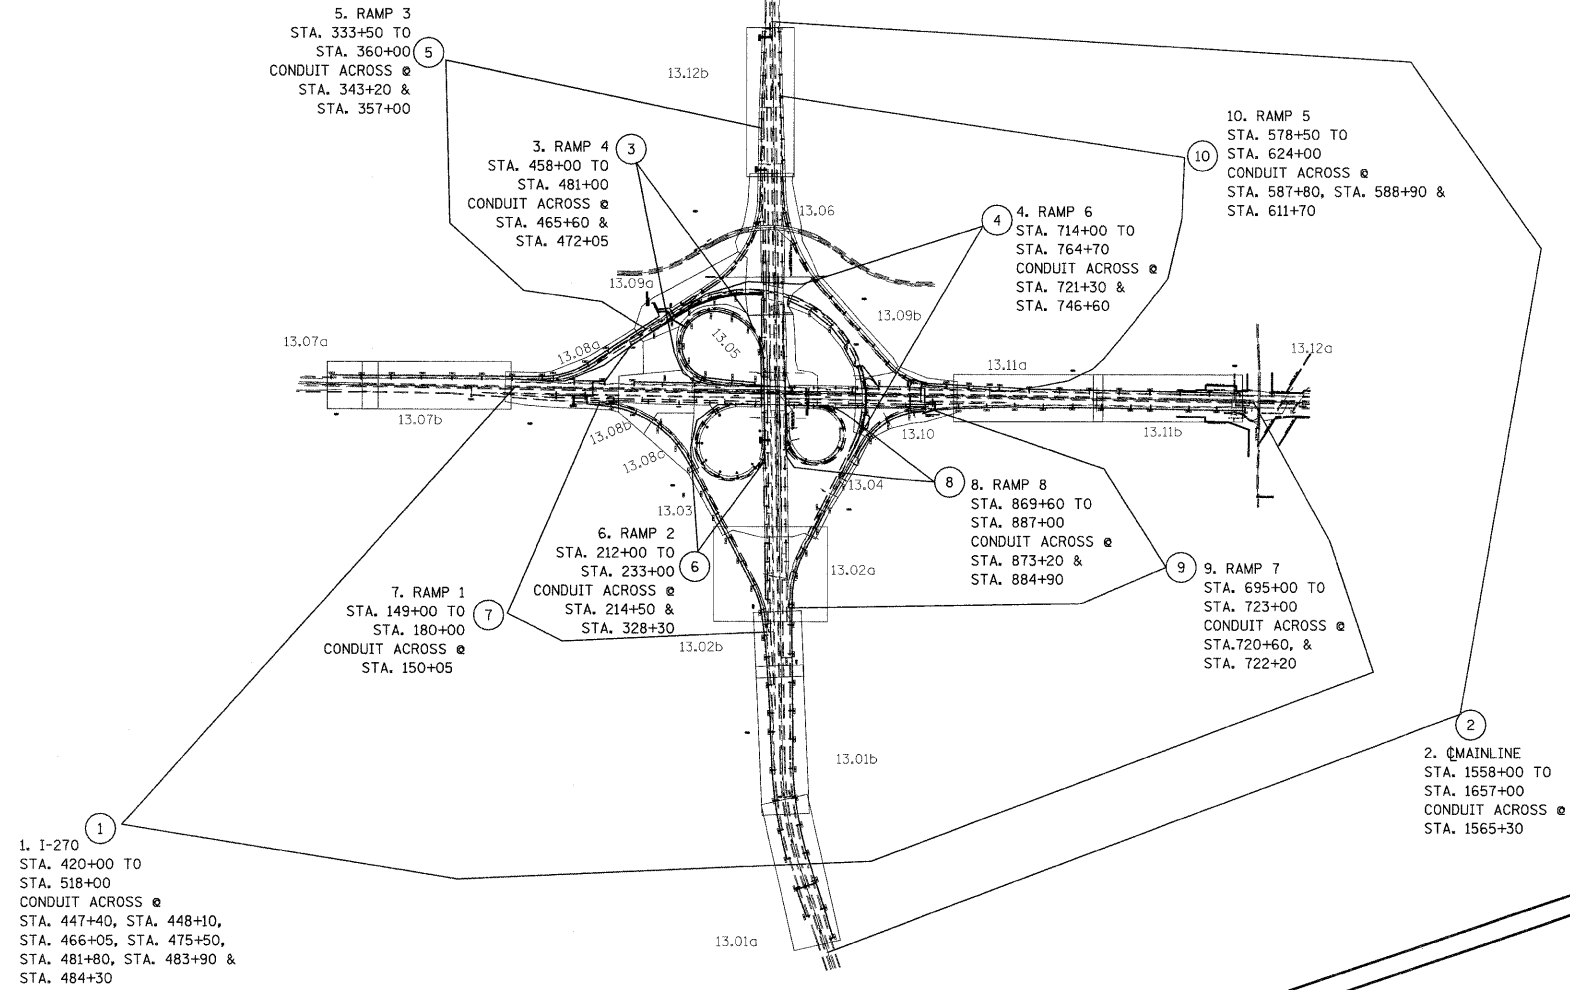 5. RAMP 3
STA. 333+50 TO
STA. 360+00
CONDUIT ACROSS @
STA. 343+20 &
STA. 357+00
5
13.12b
10. RAMP 5
STA. 578+50 TO
STA. 624+00
CONDUIT ACROSS @
STA. 587+80, STA. 588+90 &
STA. 611+70
10
3. RAMP 4
STA. 458+00 TO
STA. 481+00
CONDUIT ACROSS @
STA. 465+60 &
STA. 472+05
3
13.06
4
4. RAMP 6
STA. 714+00 TO
STA. 764+70
CONDUIT ACROSS @
STA. 721+30 &
STA. 746+60
13.09a
13.09b
13.05
13.07a
13.08a
13.11a
13.12a
13.07b
13.08b
13.10
13.11b
13.08c
13.04
13.03
8
8. RAMP 8
STA. 869+60 TO
STA. 887+00
CONDUIT ACROSS @
STA. 873+20 &
STA. 884+90
6. RAMP 2
STA. 212+00 TO
STA. 233+00
CONDUIT ACROSS @
STA. 214+50 &
STA. 328+30
6
13.02a
9
9. RAMP 7
STA. 695+00 TO
STA. 723+00
CONDUIT ACROSS @
STA.720+60, &
STA. 722+20
7. RAMP 1
STA. 149+00 TO
STA. 180+00
CONDUIT ACROSS @
STA. 150+05
7
13.02b
13.01b
2
2. ℄MAINLINE
STA. 1558+00 TO
STA. 1657+00
CONDUIT ACROSS @
STA. 1565+30
1
1. I-270
STA. 420+00 TO
STA. 518+00
CONDUIT ACROSS @
STA. 447+40, STA. 448+10,
STA. 466+05, STA. 475+50,
STA. 481+80, STA. 483+90 &
STA. 484+30
13.01a